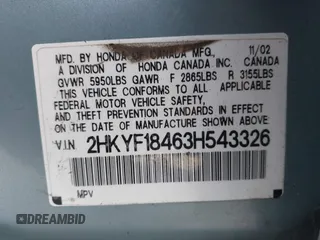 MFD. BY HONDA OF CANADA MFG., 11/02
A DIVISION OF HONDA CANADA INC. CANADA
GVWR 5950LBS GAWR F 2865LBS R 3155LBS
THIS VEHICLE CONFORMS TO ALL APPLICABLE
FEDERAL MOTOR VEHICLE SAFETY AND
THEFT PREVENTION STANDARDS IN EFFECT ON
THE DATE OF MANUFACTURE SHOWN ABOVE.
V.I.N. 2HKYF18463H543326
MPV
DREAMBID